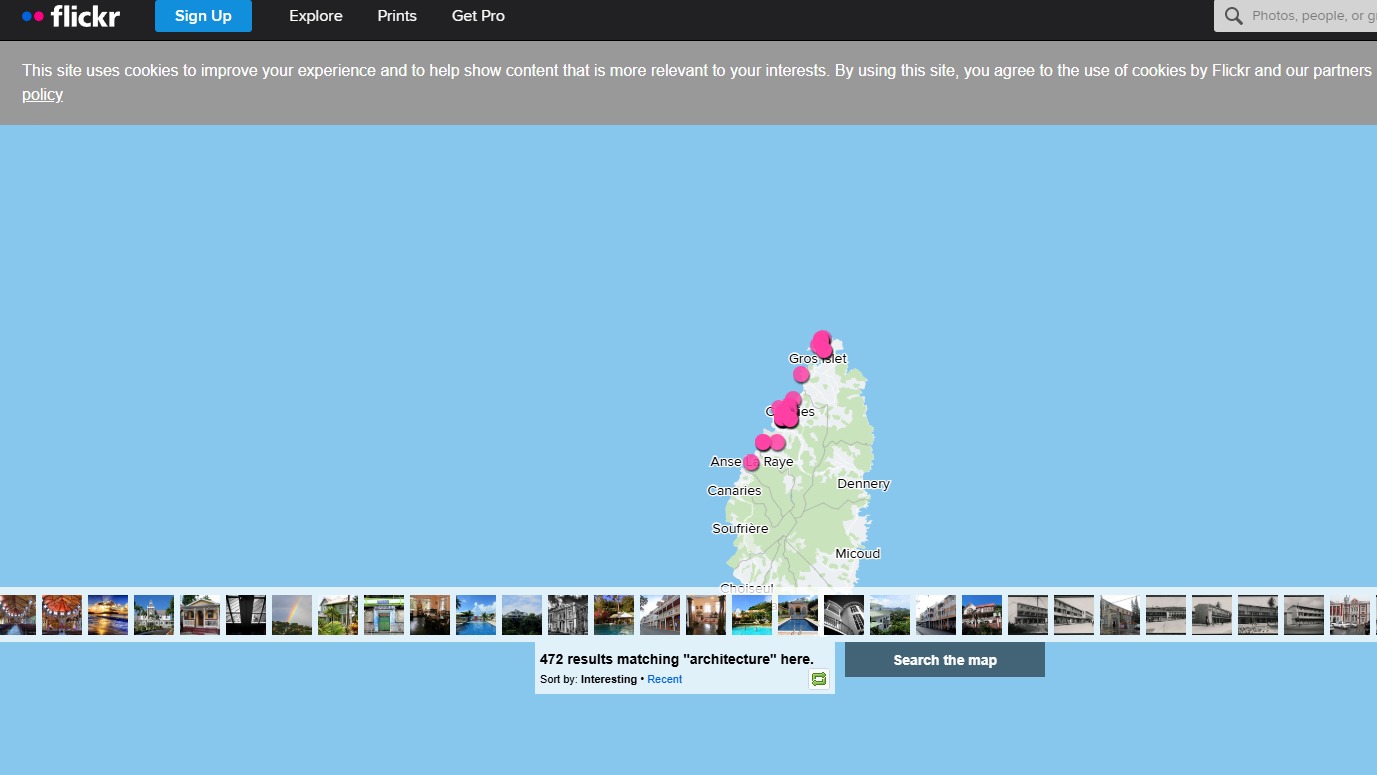 flickr
Sign Up
Explore
Prints
Get Pro
Photos, people, or
This site uses cookies to improve your experience and to help show content that is more relevant to your interests. By using this site, you agree to the use of cookies by Flickr and our partners
policy
Gros Islet
Anse La Raye
Dennery
Canaries
Soufrière
Micoud
Choiseul
472 results matching "architecture" here.
Search the map
Sort by: Interesting • Recent